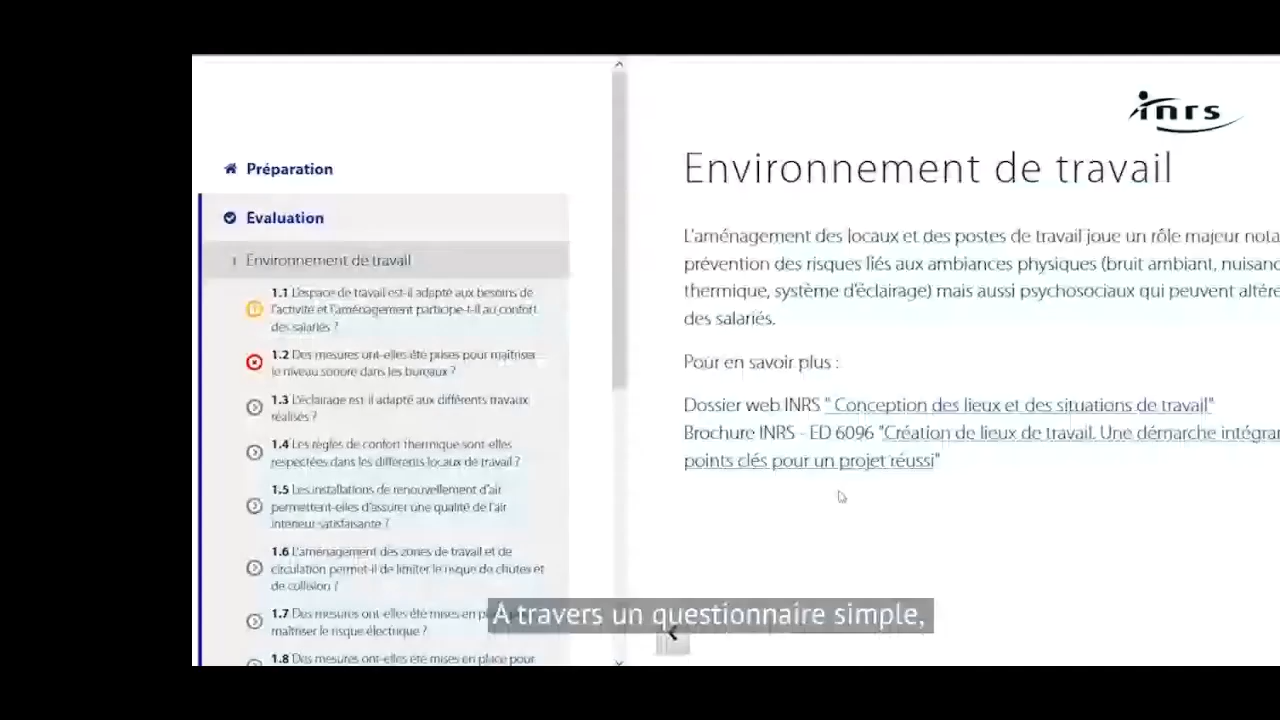 Préparation
Evaluation
Environnement de travail
1.1 L'espace de travail est-il adapté aux besoins de
l'activité et l'aménagement participe-t-il au confort
des salariés ?
1.2 Des mesures ont-elles été prises pour maîtriser
le niveau sonore dans les bureaux ?
1.3 L'éclairage est il adapté aux différents travaux
réalisés ?
1.4 Les règles de confort thermique sont-elles
respectées dans les différents locaux de travail ?
1.5 Les installations de renouvellement d'air
permettent-elles d'assurer une qualité de l'air
intérieur satisfaisante ?
1.6 L'aménagement des zones de travail et de
circulation permet-il de limiter le risque de chutes et
de collision ?
1.7 Des mesures ont-elles été mises en
maîtriser le risque électrique ?
1.8 Des mesures ont-elles été mises en place pour
inrs
Environnement de travail
L'aménagement des locaux et des postes de travail joue un rôle majeur nota
prévention des risques liés aux ambiances physiques (bruit ambiant, nuisanc
thermique, système d'éclairage) mais aussi psychosociaux qui peuvent altére
des salariés.
Pour en savoir plus :
Dossier web INRS " Conception des lieux et des situations de travail"
Brochure INRS - ED 6096 "Création de lieux de travail. Une démarche intégran
points clés pour un projet réussi"
A travers un questionnaire simple,